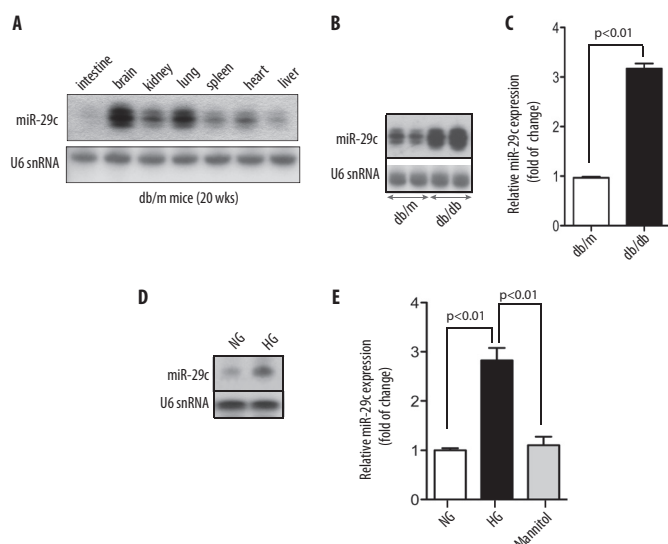 A
intestine
brain
kidney
lung
spleen
heart
liver
miR-29c
U6 snRNA
db/m mice (20 wks)
B
miR-29c
U6 snRNA
db/m
db/db
C
p<0.01
Relative miR-29c expression
(fold of change)
4
3
2
1
0
db/m
db/db
D
NG
HG
miR-29c
U6 snRNA
E
p<0.01
p<0.01
Relative miR-29c expression
(fold of change)
4
3
2
1
0
NG
HG
Mannitol